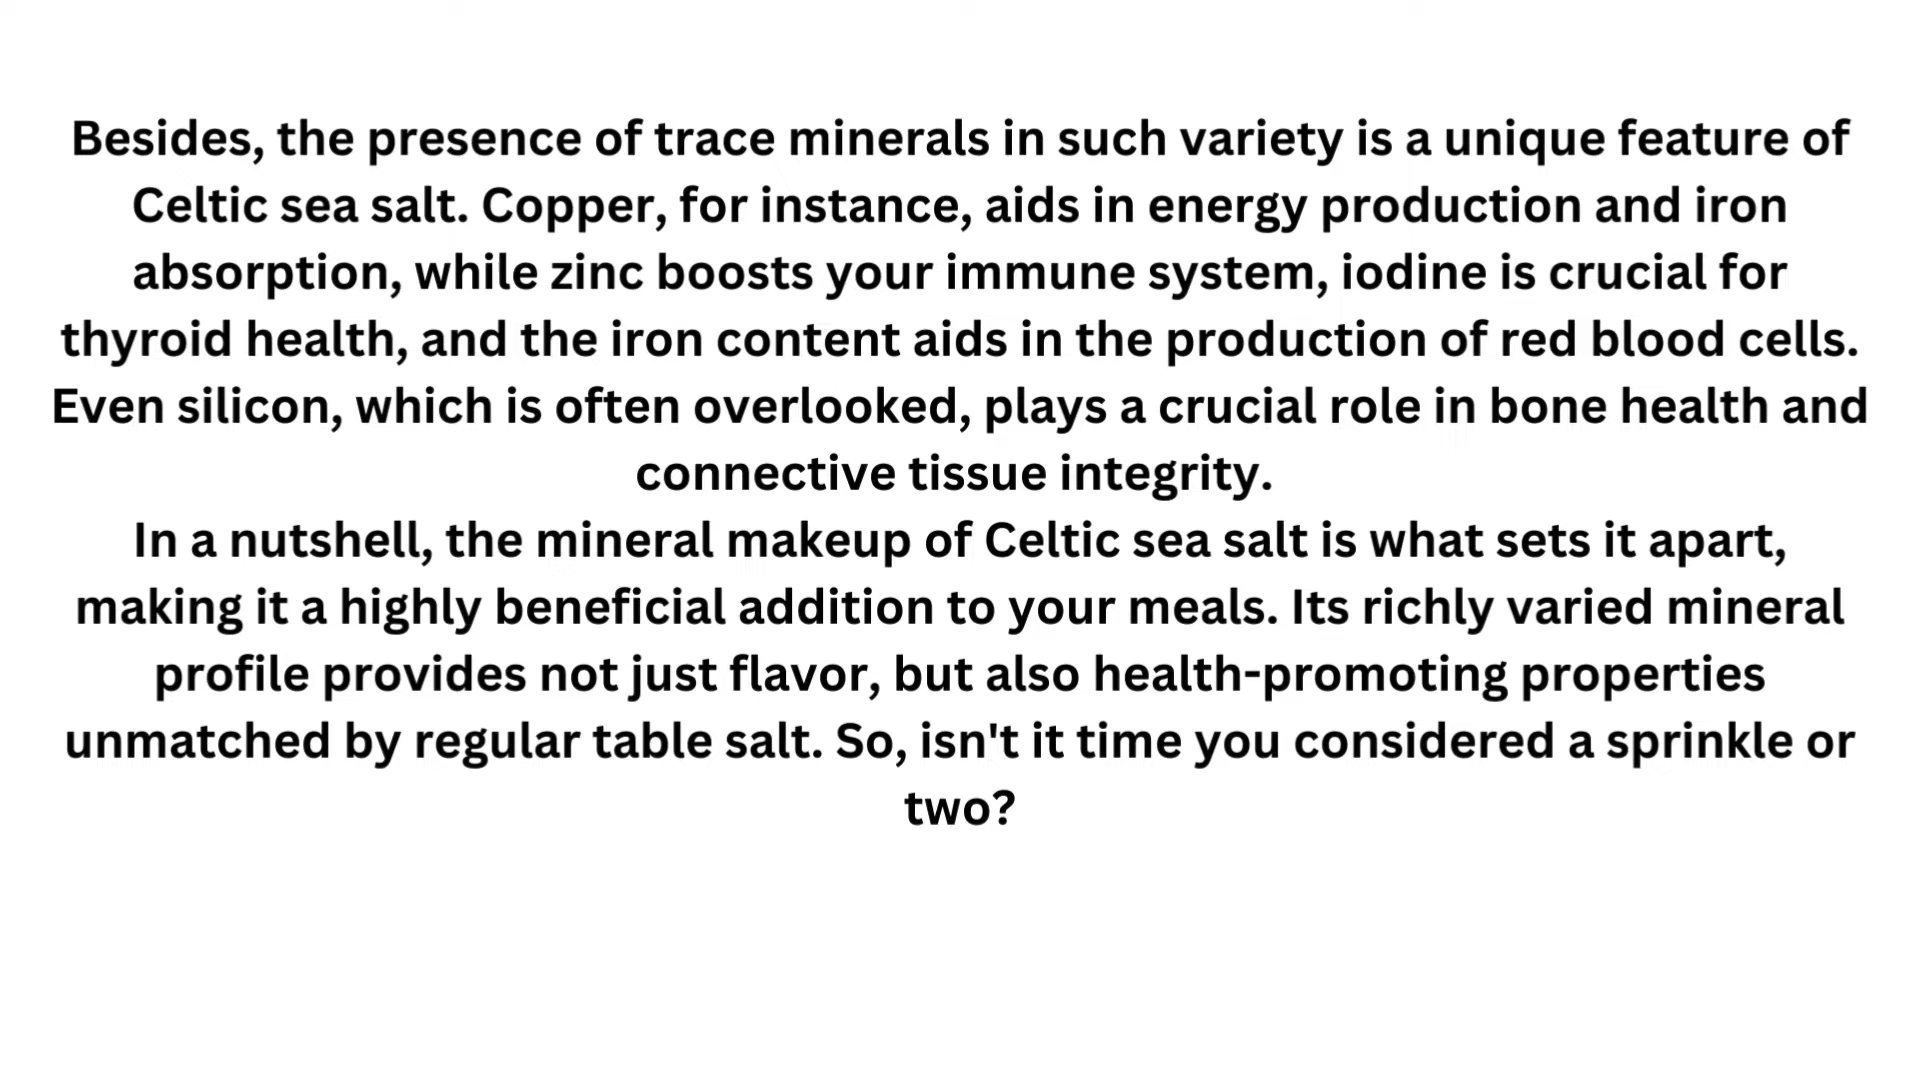 Besides, the presence of trace minerals in such variety is a unique feature of
Celtic sea salt. Copper, for instance, aids in energy production and iron
absorption, while zinc boosts your immune system, iodine is crucial for
thyroid health, and the iron content aids in the production of red blood cells.
Even silicon, which is often overlooked, plays a crucial role in bone health and
connective tissue integrity.
In a nutshell, the mineral makeup of Celtic sea salt is what sets it apart,
making it a highly beneficial addition to your meals. Its richly varied mineral
profile provides not just flavor, but also health-promoting properties
unmatched by regular table salt. So, isn't it time you considered a sprinkle or
two?